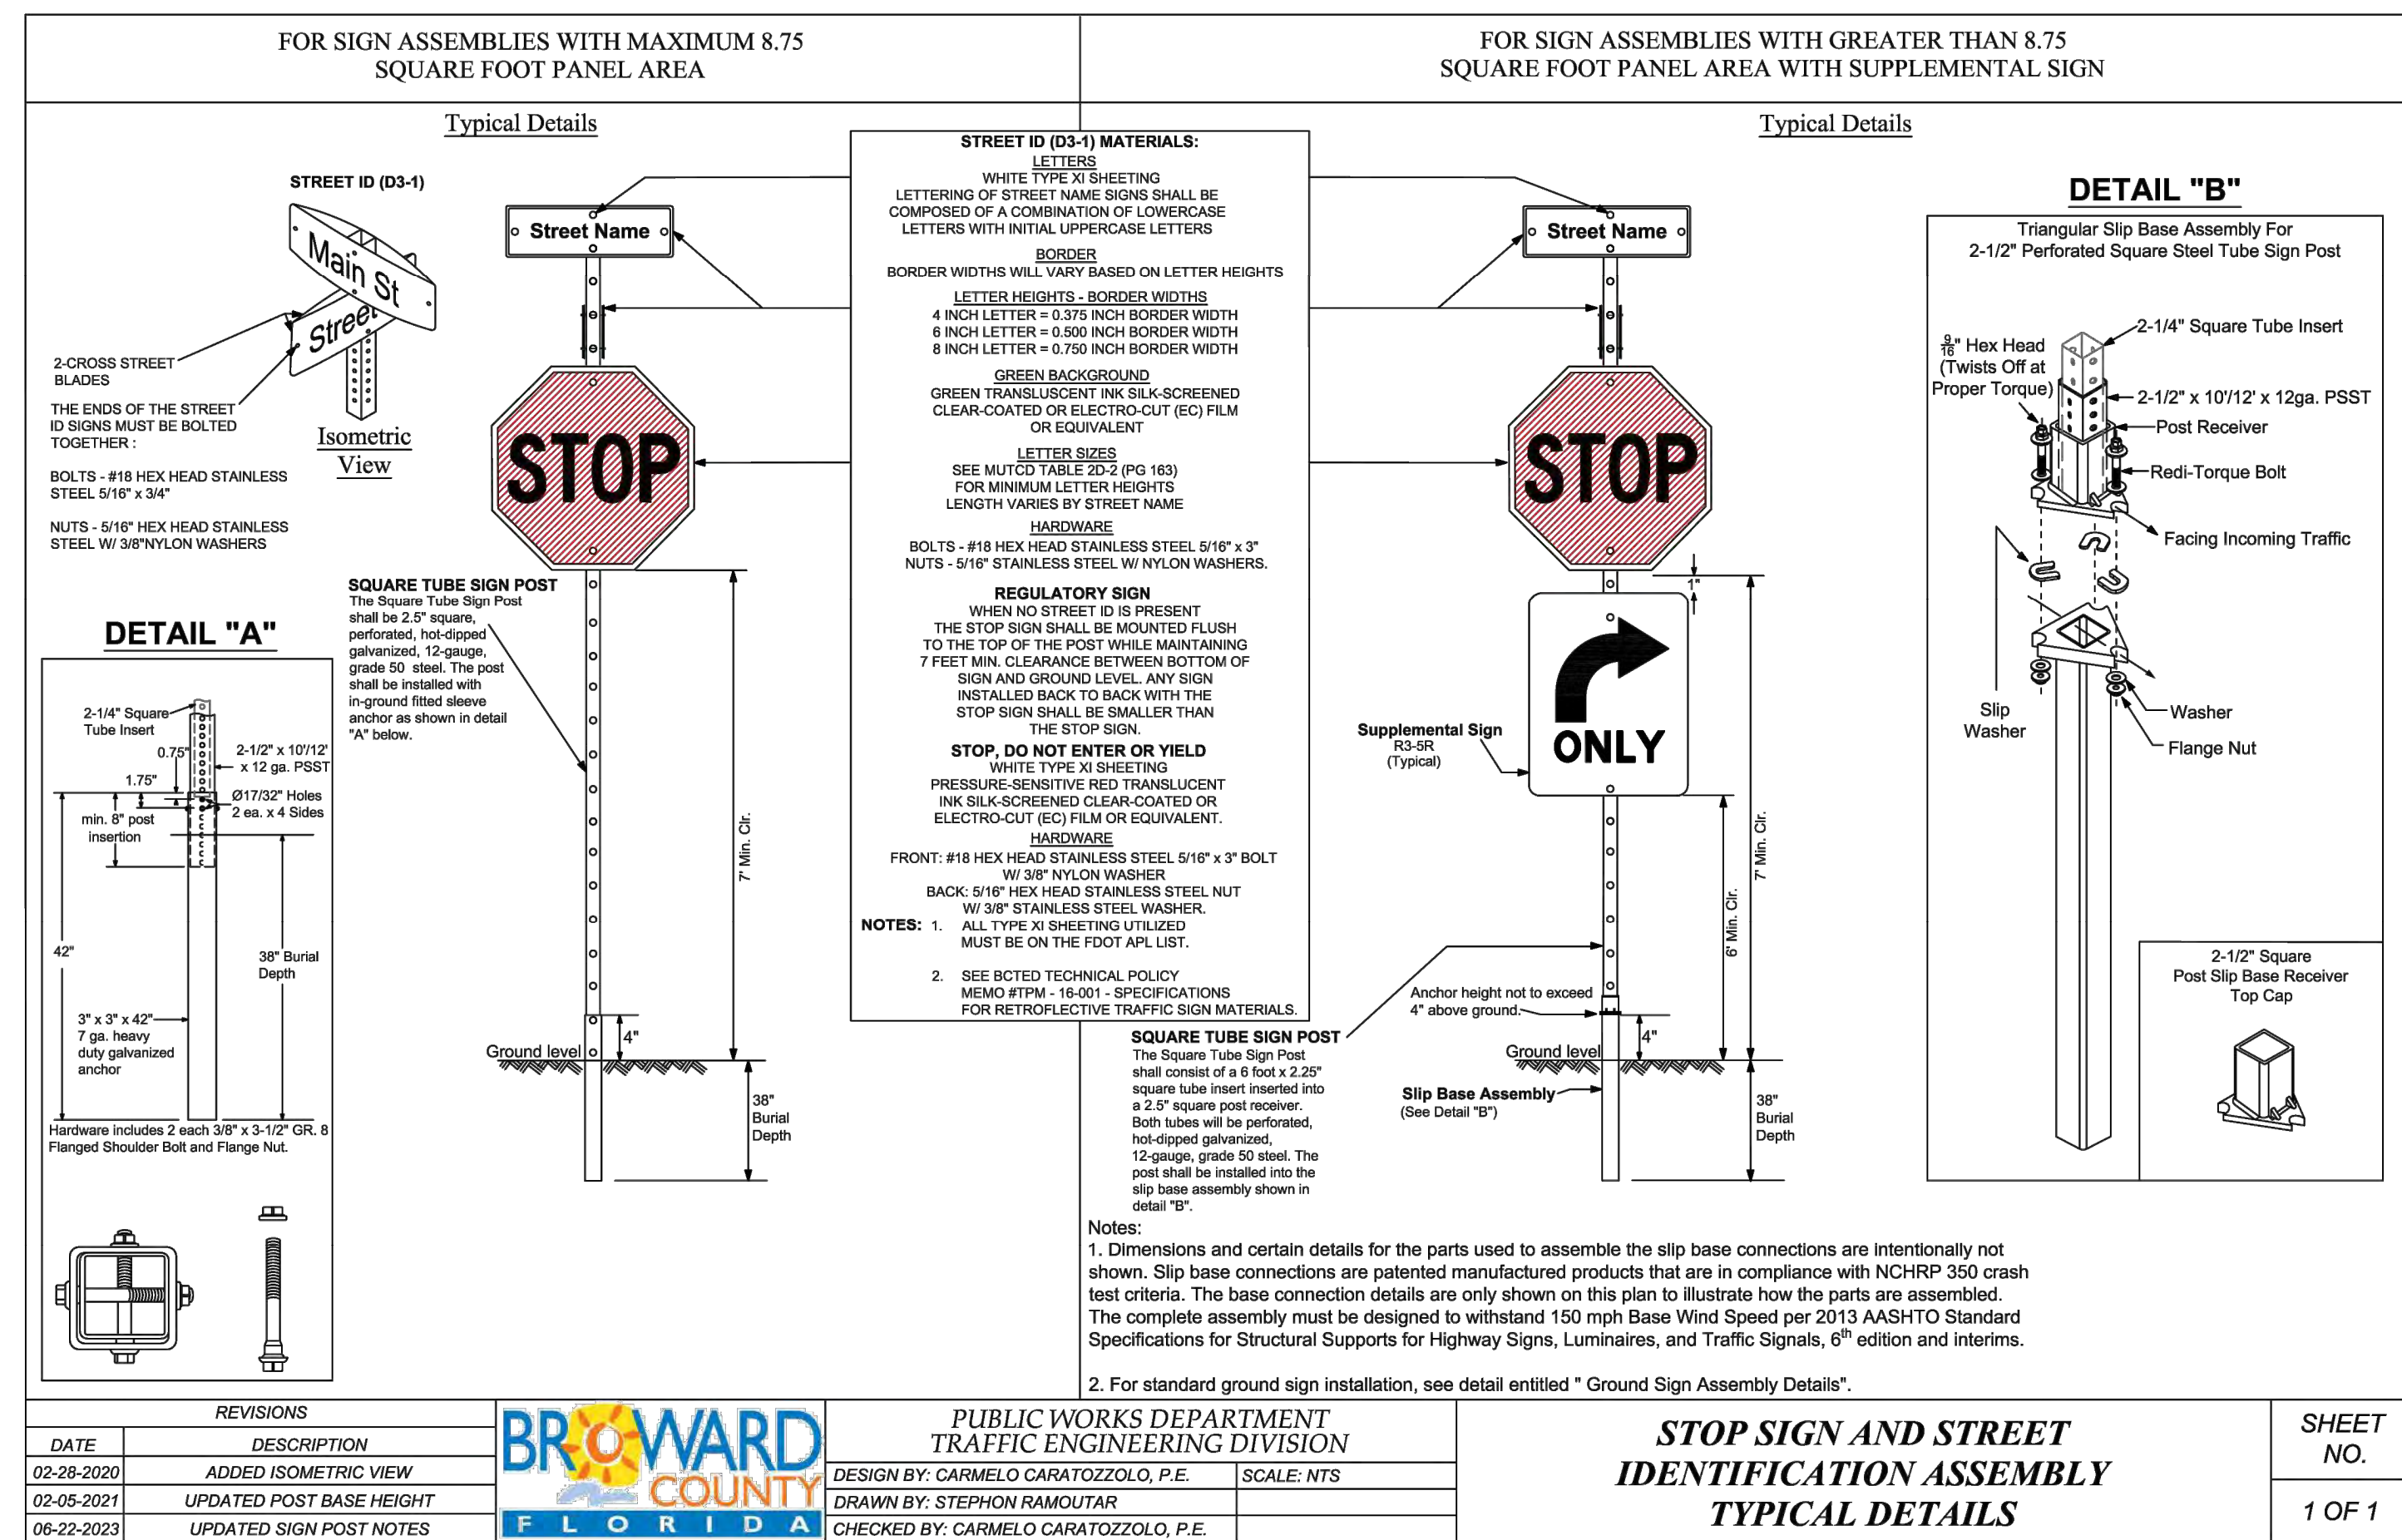 FOR SIGN ASSEMBLIES WITH MAXIMUM 8.75
SQUARE FOOT PANEL AREA
FOR SIGN ASSEMBLIES WITH GREATER THAN 8.75
SQUARE FOOT PANEL AREA WITH SUPPLEMENTAL SIGN
Typical Details
STREET ID (D3-1)
Main St
Street
2-CROSS STREET
BLADES
THE ENDS OF THE STREET
ID SIGNS MUST BE BOLTED
TOGETHER :
BOLTS - #18 HEX HEAD STAINLESS
STEEL 5/16" x 3/4"
NUTS - 5/16" HEX HEAD STAINLESS
STEEL W/ 3/8"NYLON WASHERS
Isometric
View
Street Name
STOP
SQUARE TUBE SIGN POST
The Square Tube Sign Post
shall be 2.5" square,
perforated, hot-dipped
galvanized, 12-gauge,
grade 50 steel. The post
shall be installed with
in-ground fitted sleeve
anchor as shown in detail
"A" below.
7' Min. Clr.
4"
Ground level
38"
Burial
Depth
DETAIL "A"
2-1/4" Square
Tube Insert
0.75"
2-1/2" x 10'/12'
x 12 ga. PSST
1.75"
Ø17/32" Holes
2 ea. x 4 Sides
min. 8" post
insertion
42"
38" Burial
Depth
3" x 3" x 42"
7 ga. heavy
duty galvanized
anchor
Hardware includes 2 each 3/8" x 3-1/2" GR. 8
Flanged Shoulder Bolt and Flange Nut.
STREET ID (D3-1) MATERIALS:
LETTERS
WHITE TYPE XI SHEETING
LETTERING OF STREET NAME SIGNS SHALL BE
COMPOSED OF A COMBINATION OF LOWERCASE
LETTERS WITH INITIAL UPPERCASE LETTERS
BORDER
BORDER WIDTHS WILL VARY BASED ON LETTER HEIGHTS
LETTER HEIGHTS - BORDER WIDTHS
4 INCH LETTER = 0.375 INCH BORDER WIDTH
6 INCH LETTER = 0.500 INCH BORDER WIDTH
8 INCH LETTER = 0.750 INCH BORDER WIDTH
GREEN BACKGROUND
GREEN TRANSLUSCENT INK SILK-SCREENED
CLEAR-COATED OR ELECTRO-CUT (EC) FILM
OR EQUIVALENT
LETTER SIZES
SEE MUTCD TABLE 2D-2 (PG 163)
FOR MINIMUM LETTER HEIGHTS
LENGTH VARIES BY STREET NAME
HARDWARE
BOLTS - #18 HEX HEAD STAINLESS STEEL 5/16" x 3"
NUTS - 5/16" STAINLESS STEEL W/ NYLON WASHERS.
REGULATORY SIGN
WHEN NO STREET ID IS PRESENT
THE STOP SIGN SHALL BE MOUNTED FLUSH
TO THE TOP OF THE POST WHILE MAINTAINING
7 FEET MIN. CLEARANCE BETWEEN BOTTOM OF
SIGN AND GROUND LEVEL. ANY SIGN
INSTALLED BACK TO BACK WITH THE
STOP SIGN SHALL BE SMALLER THAN
THE STOP SIGN.
STOP, DO NOT ENTER OR YIELD
WHITE TYPE XI SHEETING
PRESSURE-SENSITIVE RED TRANSLUCENT
INK SILK-SCREENED CLEAR-COATED OR
ELECTRO-CUT (EC) FILM OR EQUIVALENT.
HARDWARE
FRONT: #18 HEX HEAD STAINLESS STEEL 5/16" x 3" BOLT
W/ 3/8" NYLON WASHER
BACK: 5/16" HEX HEAD STAINLESS STEEL NUT
W/ 3/8" STAINLESS STEEL WASHER.
NOTES: 1. ALL TYPE XI SHEETING UTILIZED
MUST BE ON THE FDOT APL LIST.
2. SEE BCTED TECHNICAL POLICY
MEMO #TPM - 16-001 - SPECIFICATIONS
FOR RETROFLECTIVE TRAFFIC SIGN MATERIALS.
Typical Details
Street Name
STOP
1"
ONLY
Supplemental Sign
R3-5R
(Typical)
7' Min. Clr.
6' Min. Clr.
Anchor height not to exceed
4" above ground.
4"
Ground level
Slip Base Assembly
(See Detail "B")
38"
Burial
Depth
SQUARE TUBE SIGN POST
The Square Tube Sign Post
shall consist of a 6 foot x 2.25"
square tube insert inserted into
a 2.5" square post receiver.
Both tubes will be perforated,
hot-dipped galvanized,
12-gauge, grade 50 steel. The
post shall be installed into the
slip base assembly shown in
detail "B".
DETAIL "B"
Triangular Slip Base Assembly For
2-1/2" Perforated Square Steel Tube Sign Post
2-1/4" Square Tube Insert
9/16" Hex Head
(Twists Off at
Proper Torque)
2-1/2" x 10'/12' x 12ga. PSST
Post Receiver
Redi-Torque Bolt
Facing Incoming Traffic
Slip
Washer
Washer
Flange Nut
2-1/2" Square
Post Slip Base Receiver
Top Cap
Notes:
1. Dimensions and certain details for the parts used to assemble the slip base connections are intentionally not
shown. Slip base connections are patented manufactured products that are in compliance with NCHRP 350 crash
test criteria. The base connection details are only shown on this plan to illustrate how the parts are assembled.
The complete assembly must be designed to withstand 150 mph Base Wind Speed per 2013 AASHTO Standard
Specifications for Structural Supports for Highway Signs, Luminaires, and Traffic Signals, 6th edition and interims.
2. For standard ground sign installation, see detail entitled " Ground Sign Assembly Details".
REVISIONS
DATE DESCRIPTION
02-28-2020 ADDED ISOMETRIC VIEW
02-05-2021 UPDATED POST BASE HEIGHT
06-22-2023 UPDATED SIGN POST NOTES
BROWARD
COUNTY
FLORIDA
PUBLIC WORKS DEPARTMENT
TRAFFIC ENGINEERING DIVISION
DESIGN BY: CARMELO CARATOZZOLO, P.E. SCALE: NTS
DRAWN BY: STEPHON RAMOUTAR
CHECKED BY: CARMELO CARATOZZOLO, P.E.
STOP SIGN AND STREET
IDENTIFICATION ASSEMBLY
TYPICAL DETAILS
SHEET
NO.
1 OF 1